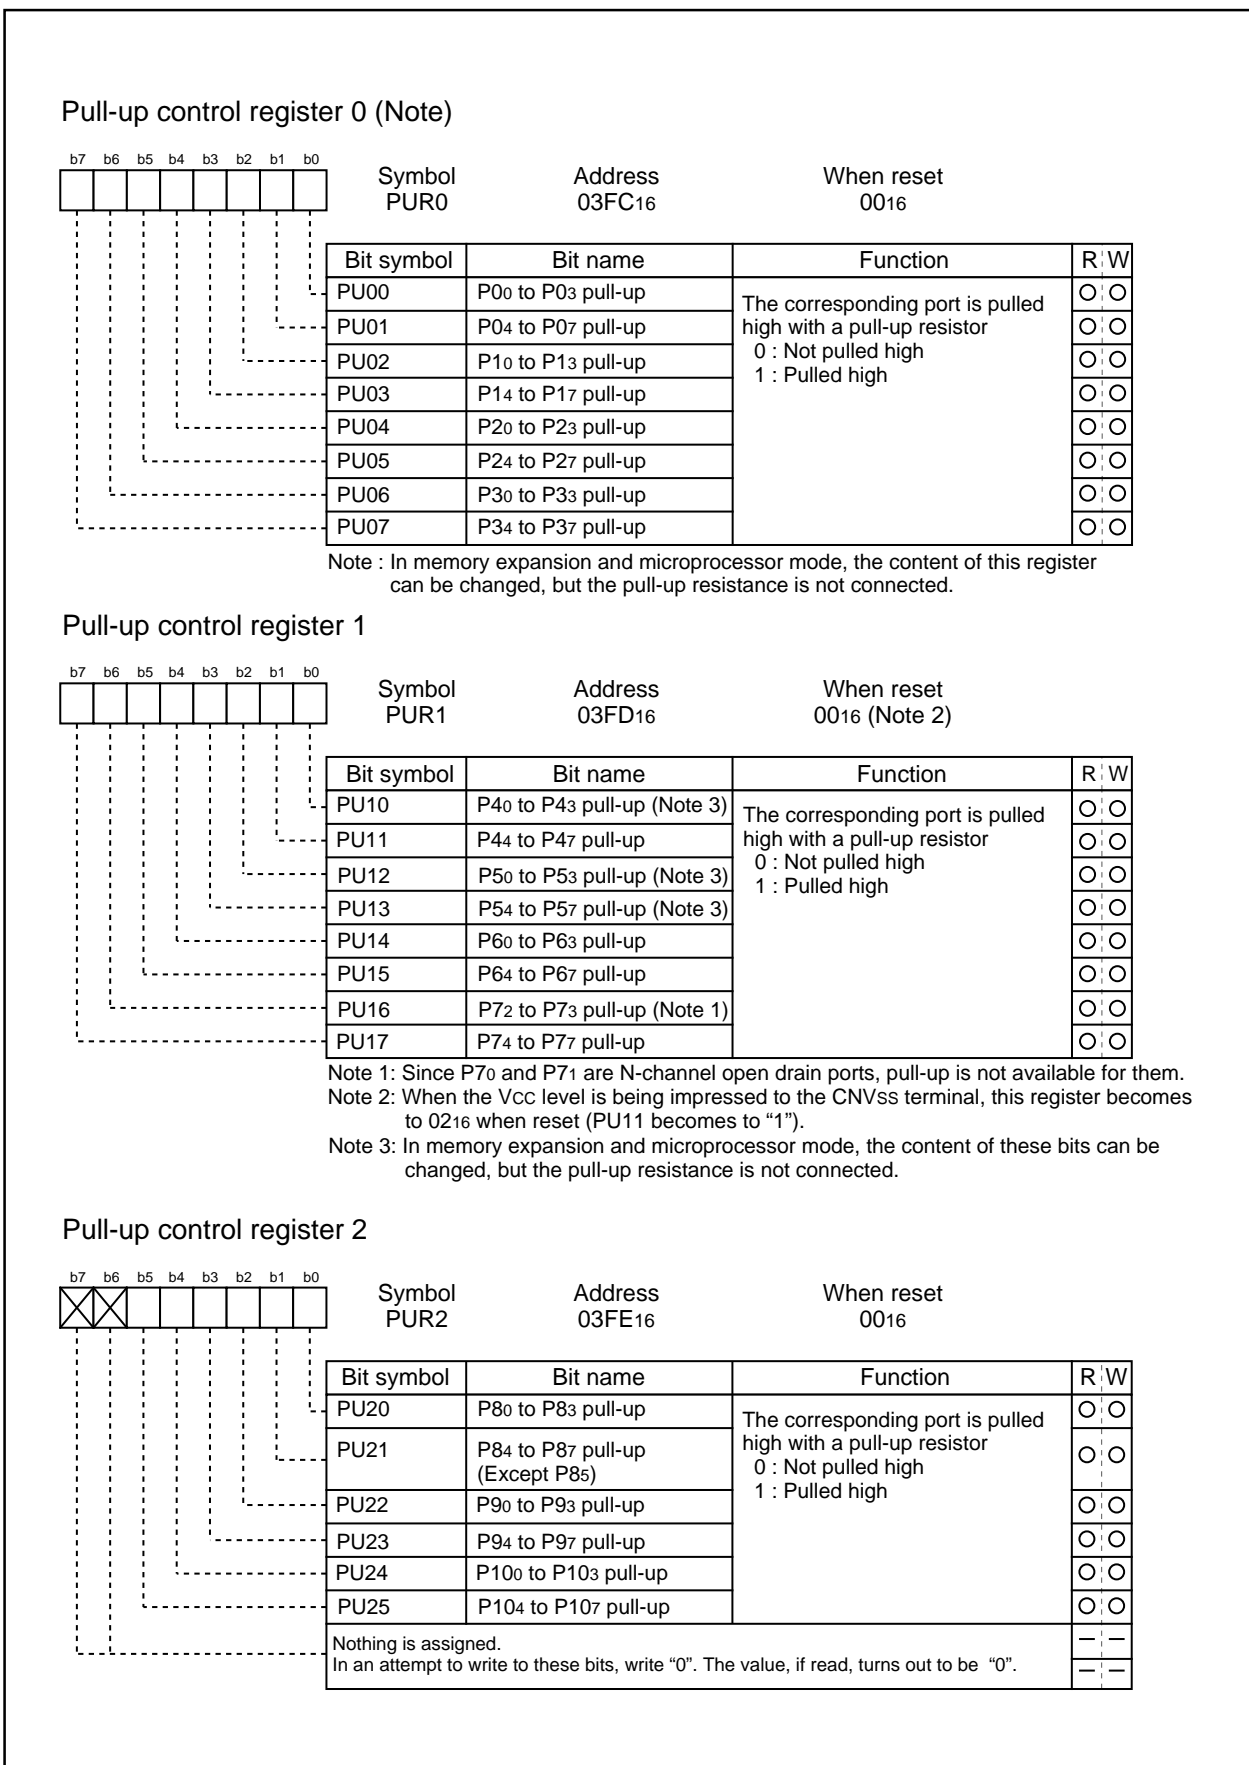 Pull-up control register 0 (Note)
b7 b6 b5 b4 b3 b2 b1 b0
Symbol Address When reset
PUR0 03FC16 0016
Bit symbol Bit name Function R W
PU00 P00 to P03 pull-up
PU01 P04 to P07 pull-up
PU02 P10 to P13 pull-up
PU03 P14 to P17 pull-up
PU04 P20 to P23 pull-up
PU05 P24 to P27 pull-up
PU06 P30 to P33 pull-up
PU07 P34 to P37 pull-up
The corresponding port is pulled
high with a pull-up resistor
0 : Not pulled high
1 : Pulled high
Note : In memory expansion and microprocessor mode, the content of this register
can be changed, but the pull-up resistance is not connected.
Pull-up control register 1
b7 b6 b5 b4 b3 b2 b1 b0
Symbol Address When reset
PUR1 03FD16 0016 (Note 2)
Bit symbol Bit name Function R W
PU10 P40 to P43 pull-up (Note 3)
PU11 P44 to P47 pull-up
PU12 P50 to P53 pull-up (Note 3)
PU13 P54 to P57 pull-up (Note 3)
PU14 P60 to P63 pull-up
PU15 P64 to P67 pull-up
PU16 P72 to P73 pull-up (Note 1)
PU17 P74 to P77 pull-up
The corresponding port is pulled
high with a pull-up resistor
0 : Not pulled high
1 : Pulled high
Note 1: Since P70 and P71 are N-channel open drain ports, pull-up is not available for them.
Note 2: When the VCC level is being impressed to the CNVSS terminal, this register becomes
to 0216 when reset (PU11 becomes to “1”).
Note 3: In memory expansion and microprocessor mode, the content of these bits can be
changed, but the pull-up resistance is not connected.
Pull-up control register 2
b7 b6 b5 b4 b3 b2 b1 b0
Symbol Address When reset
PUR2 03FE16 0016
Bit symbol Bit name Function R W
PU20 P80 to P83 pull-up
PU21 P84 to P87 pull-up
(Except P85)
PU22 P90 to P93 pull-up
PU23 P94 to P97 pull-up
PU24 P100 to P103 pull-up
PU25 P104 to P107 pull-up
The corresponding port is pulled
high with a pull-up resistor
0 : Not pulled high
1 : Pulled high
Nothing is assigned.
In an attempt to write to these bits, write “0”. The value, if read, turns out to be “0”.